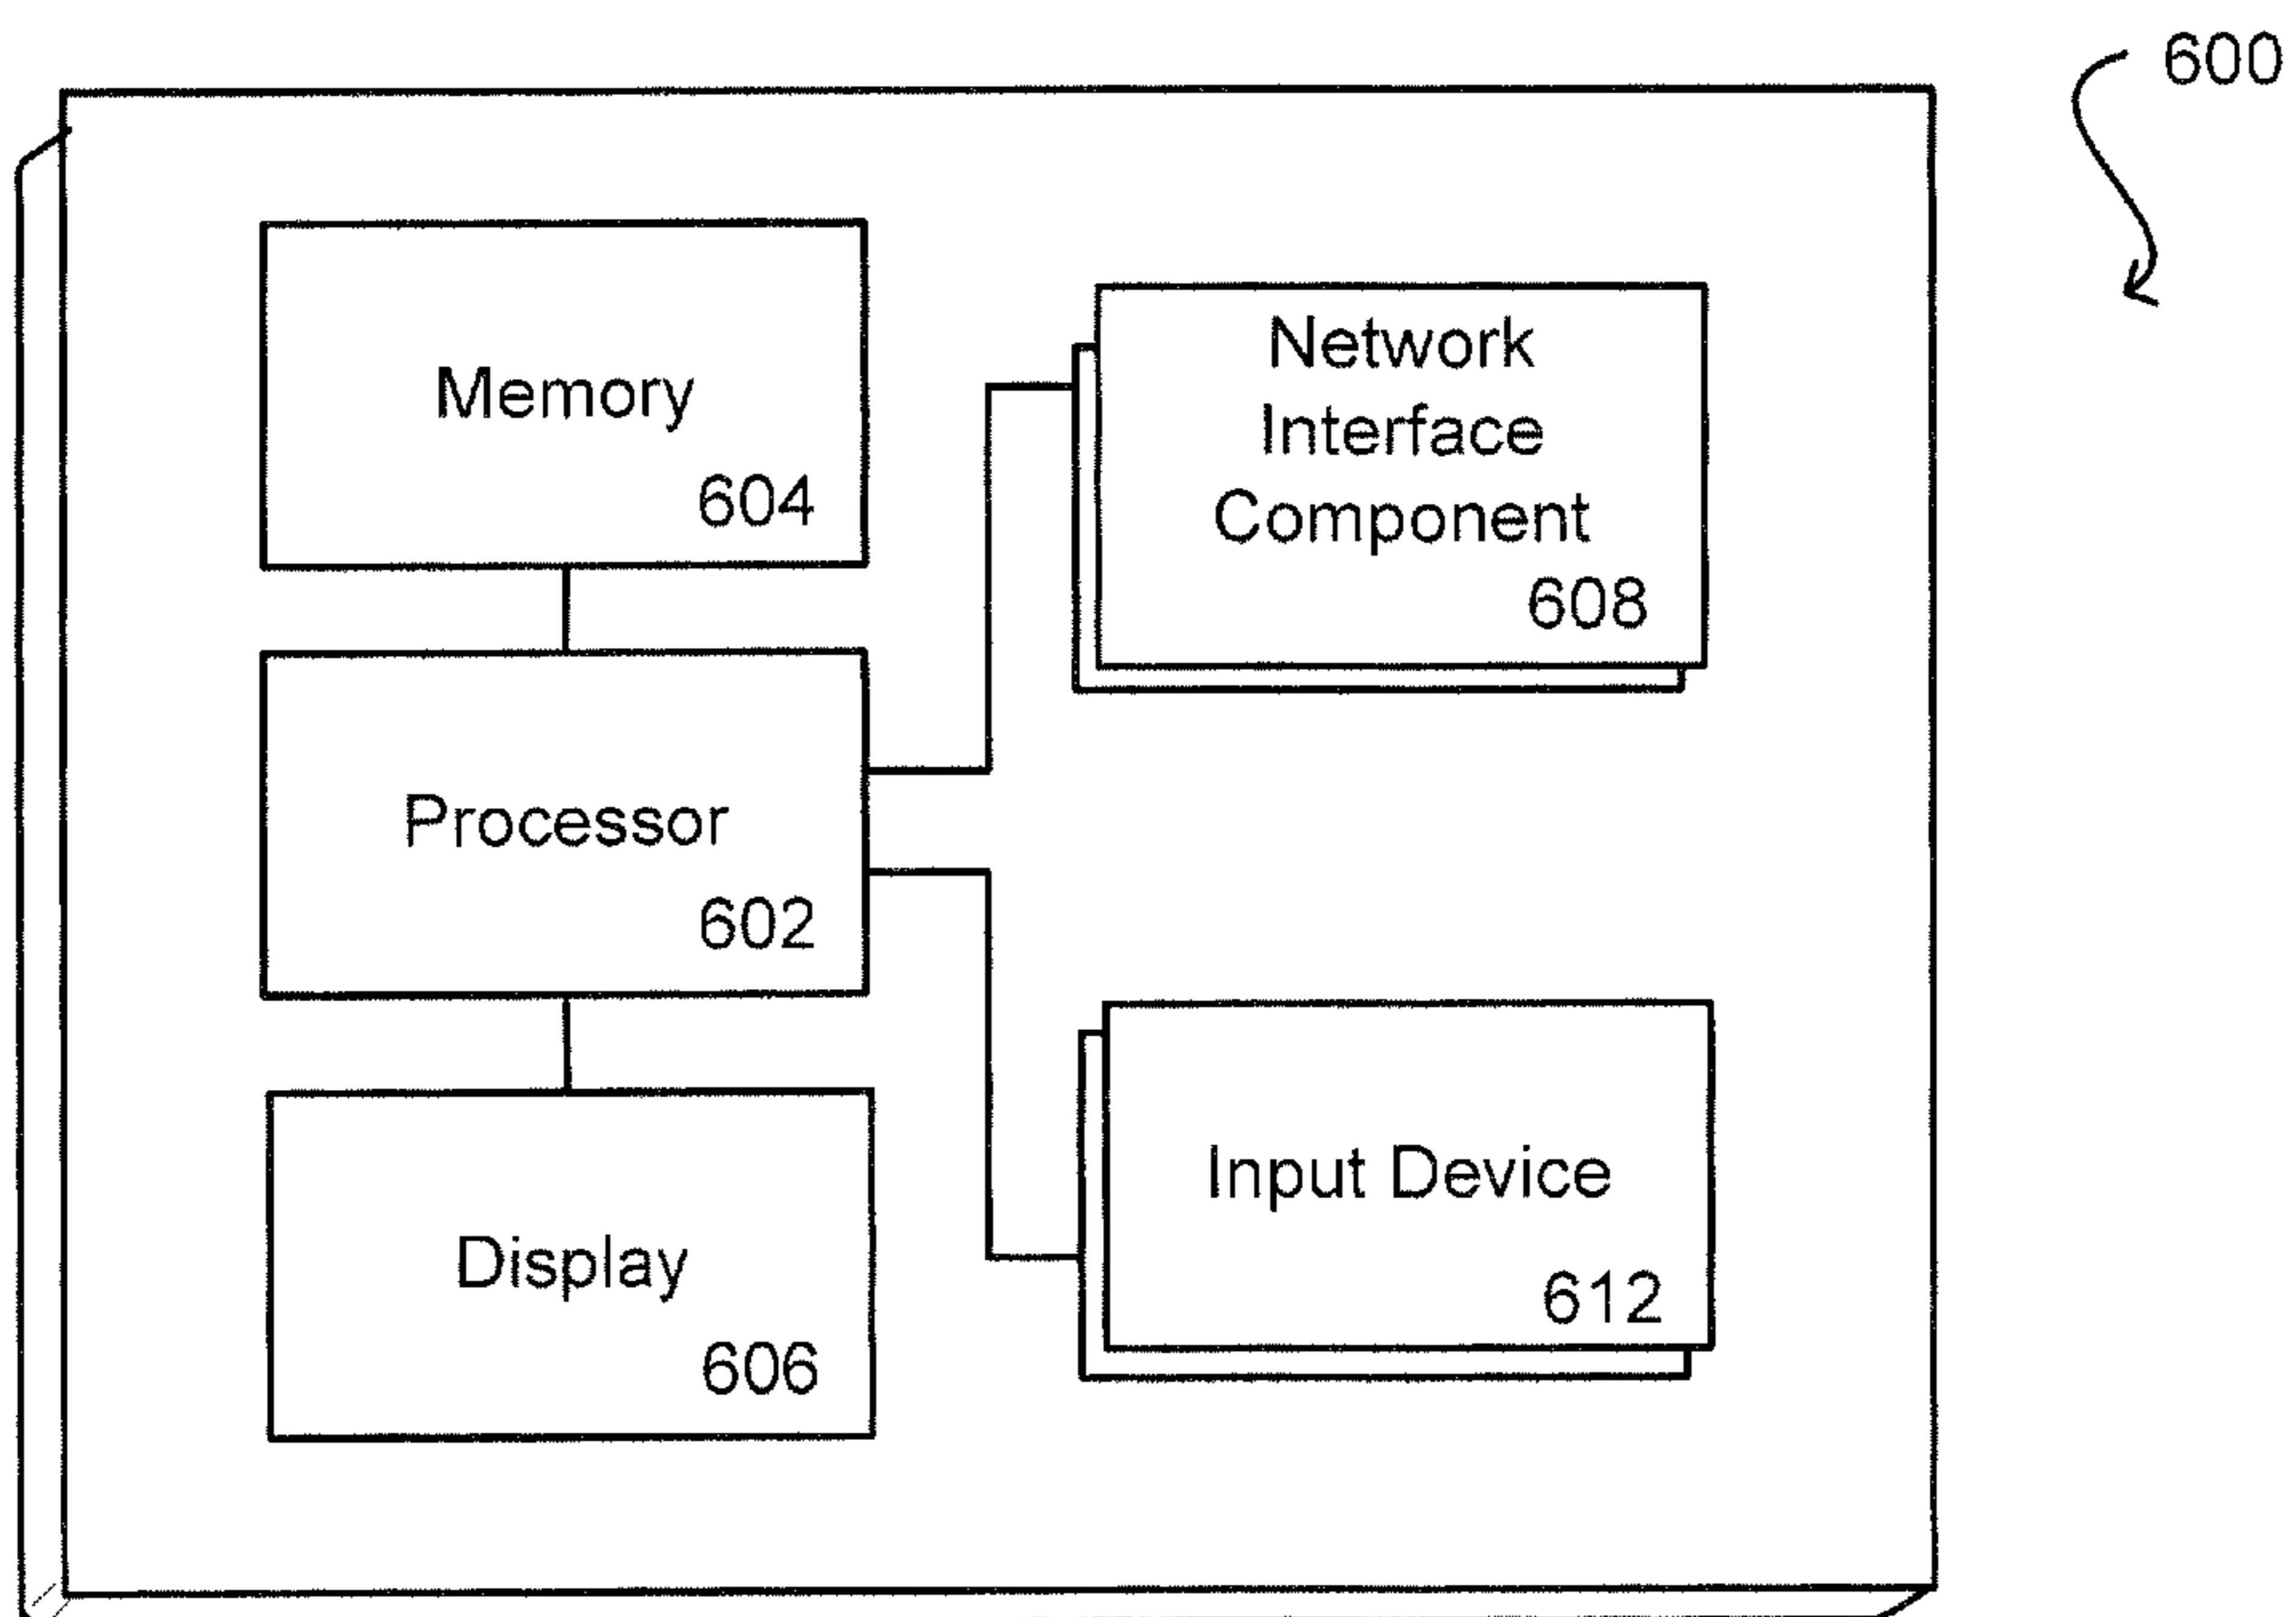 600
Memory
604
Network
Interface
Component
608
Processor
602
Input Device
612
Display
606